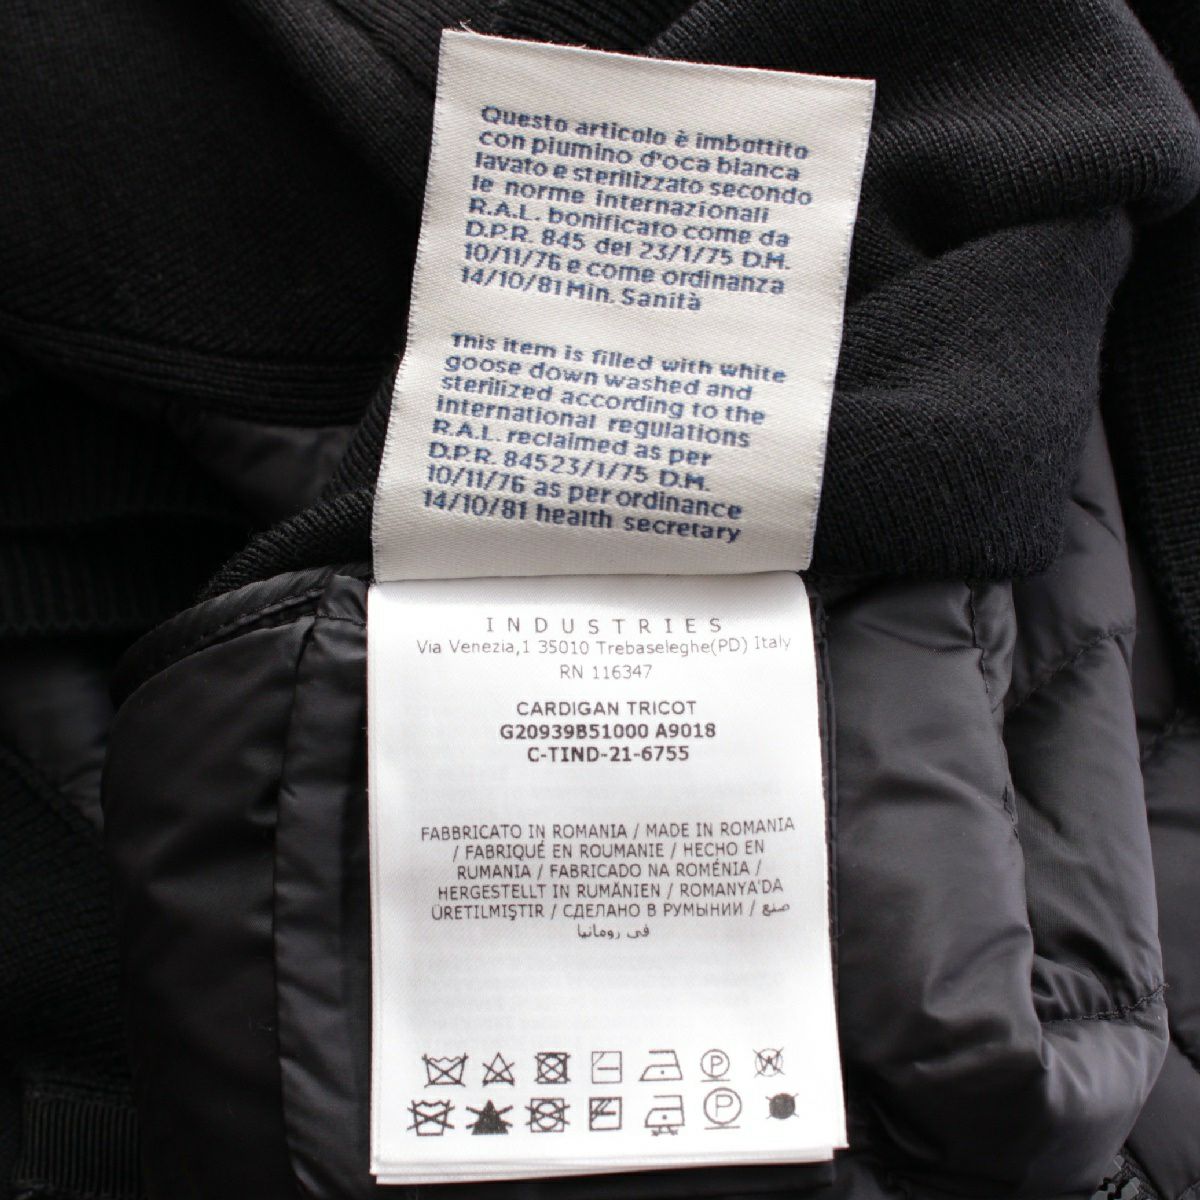 Questo articolo è imbottito
con piumino d'oca bianca
lavato e sterilizzato secondo
le norme internazionali
R.A.L. bonificato come da
D.P.R. 845 del 23/1/75 D.M.
10/11/76 e come ordinanza
14/10/81 Min. Sanità
This item is filled with white
goose down washed and
sterilized according to the
international regulations
R.A.L. reclaimed as per
D.P.R. 84523/1/75 D.M.
10/11/76 as per ordinance
14/10/81 health secretary
INDUSTRIES
Via Venezia,1 35010 Trebaseleghe(PD) Italy
RN 116347
CARDIGAN TRICOT
G20939B51000 A9018
C-TIND-21-6755
FABBRICATO IN ROMANIA / MADE IN ROMANIA
/ FABRIQUÉ EN ROUMANIE / HECHO EN
RUMANIA / FABRICADO NA ROMÉNIA /
HERGESTELLT IN RUMÄNIEN / ROMANYA'DA
ÜRETILMIŞTIR / СДЕЛАНО В РУМЫНИИ / صنع
في رومانيا
P W
P